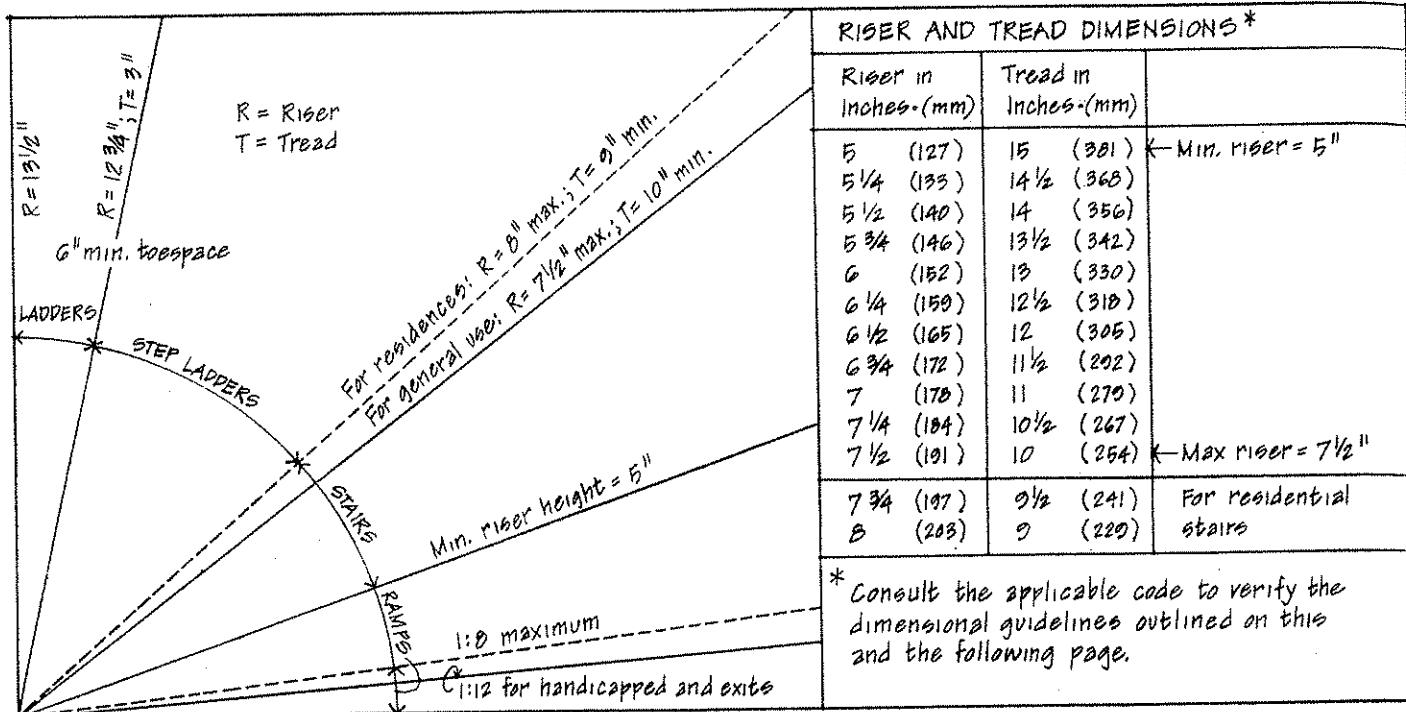 R = 13 1/2"
R = 12 3/4"; T = 3"
R = Riser
T = Tread
6" min. toespace
LADDERS
STEP LADDERS
For residences: R = 8" max.; T = 9" min.
For general use: R = 7 1/2" max.; T = 10" min.
STAIRS
Min. riser height = 5"
RAMPS
1:8 maximum
1:12 for handicapped and exits
RISER AND TREAD DIMENSIONS*
Riser in Tread in
Inches·(mm) Inches·(mm)
5 (127) 15 (381) ← Min. riser = 5"
5 1/4 (133) 14 1/2 (368)
5 1/2 (140) 14 (356)
5 3/4 (146) 13 1/2 (342)
6 (152) 13 (330)
6 1/4 (159) 12 1/2 (318)
6 1/2 (165) 12 (305)
6 3/4 (172) 11 1/2 (292)
7 (178) 11 (279)
7 1/4 (184) 10 1/2 (267)
7 1/2 (191) 10 (254) ← Max riser = 7 1/2"
7 3/4 (197) 9 1/2 (241) For residential
8 (203) 9 (229) stairs
* Consult the applicable code to verify the
dimensional guidelines outlined on this
and the following page.